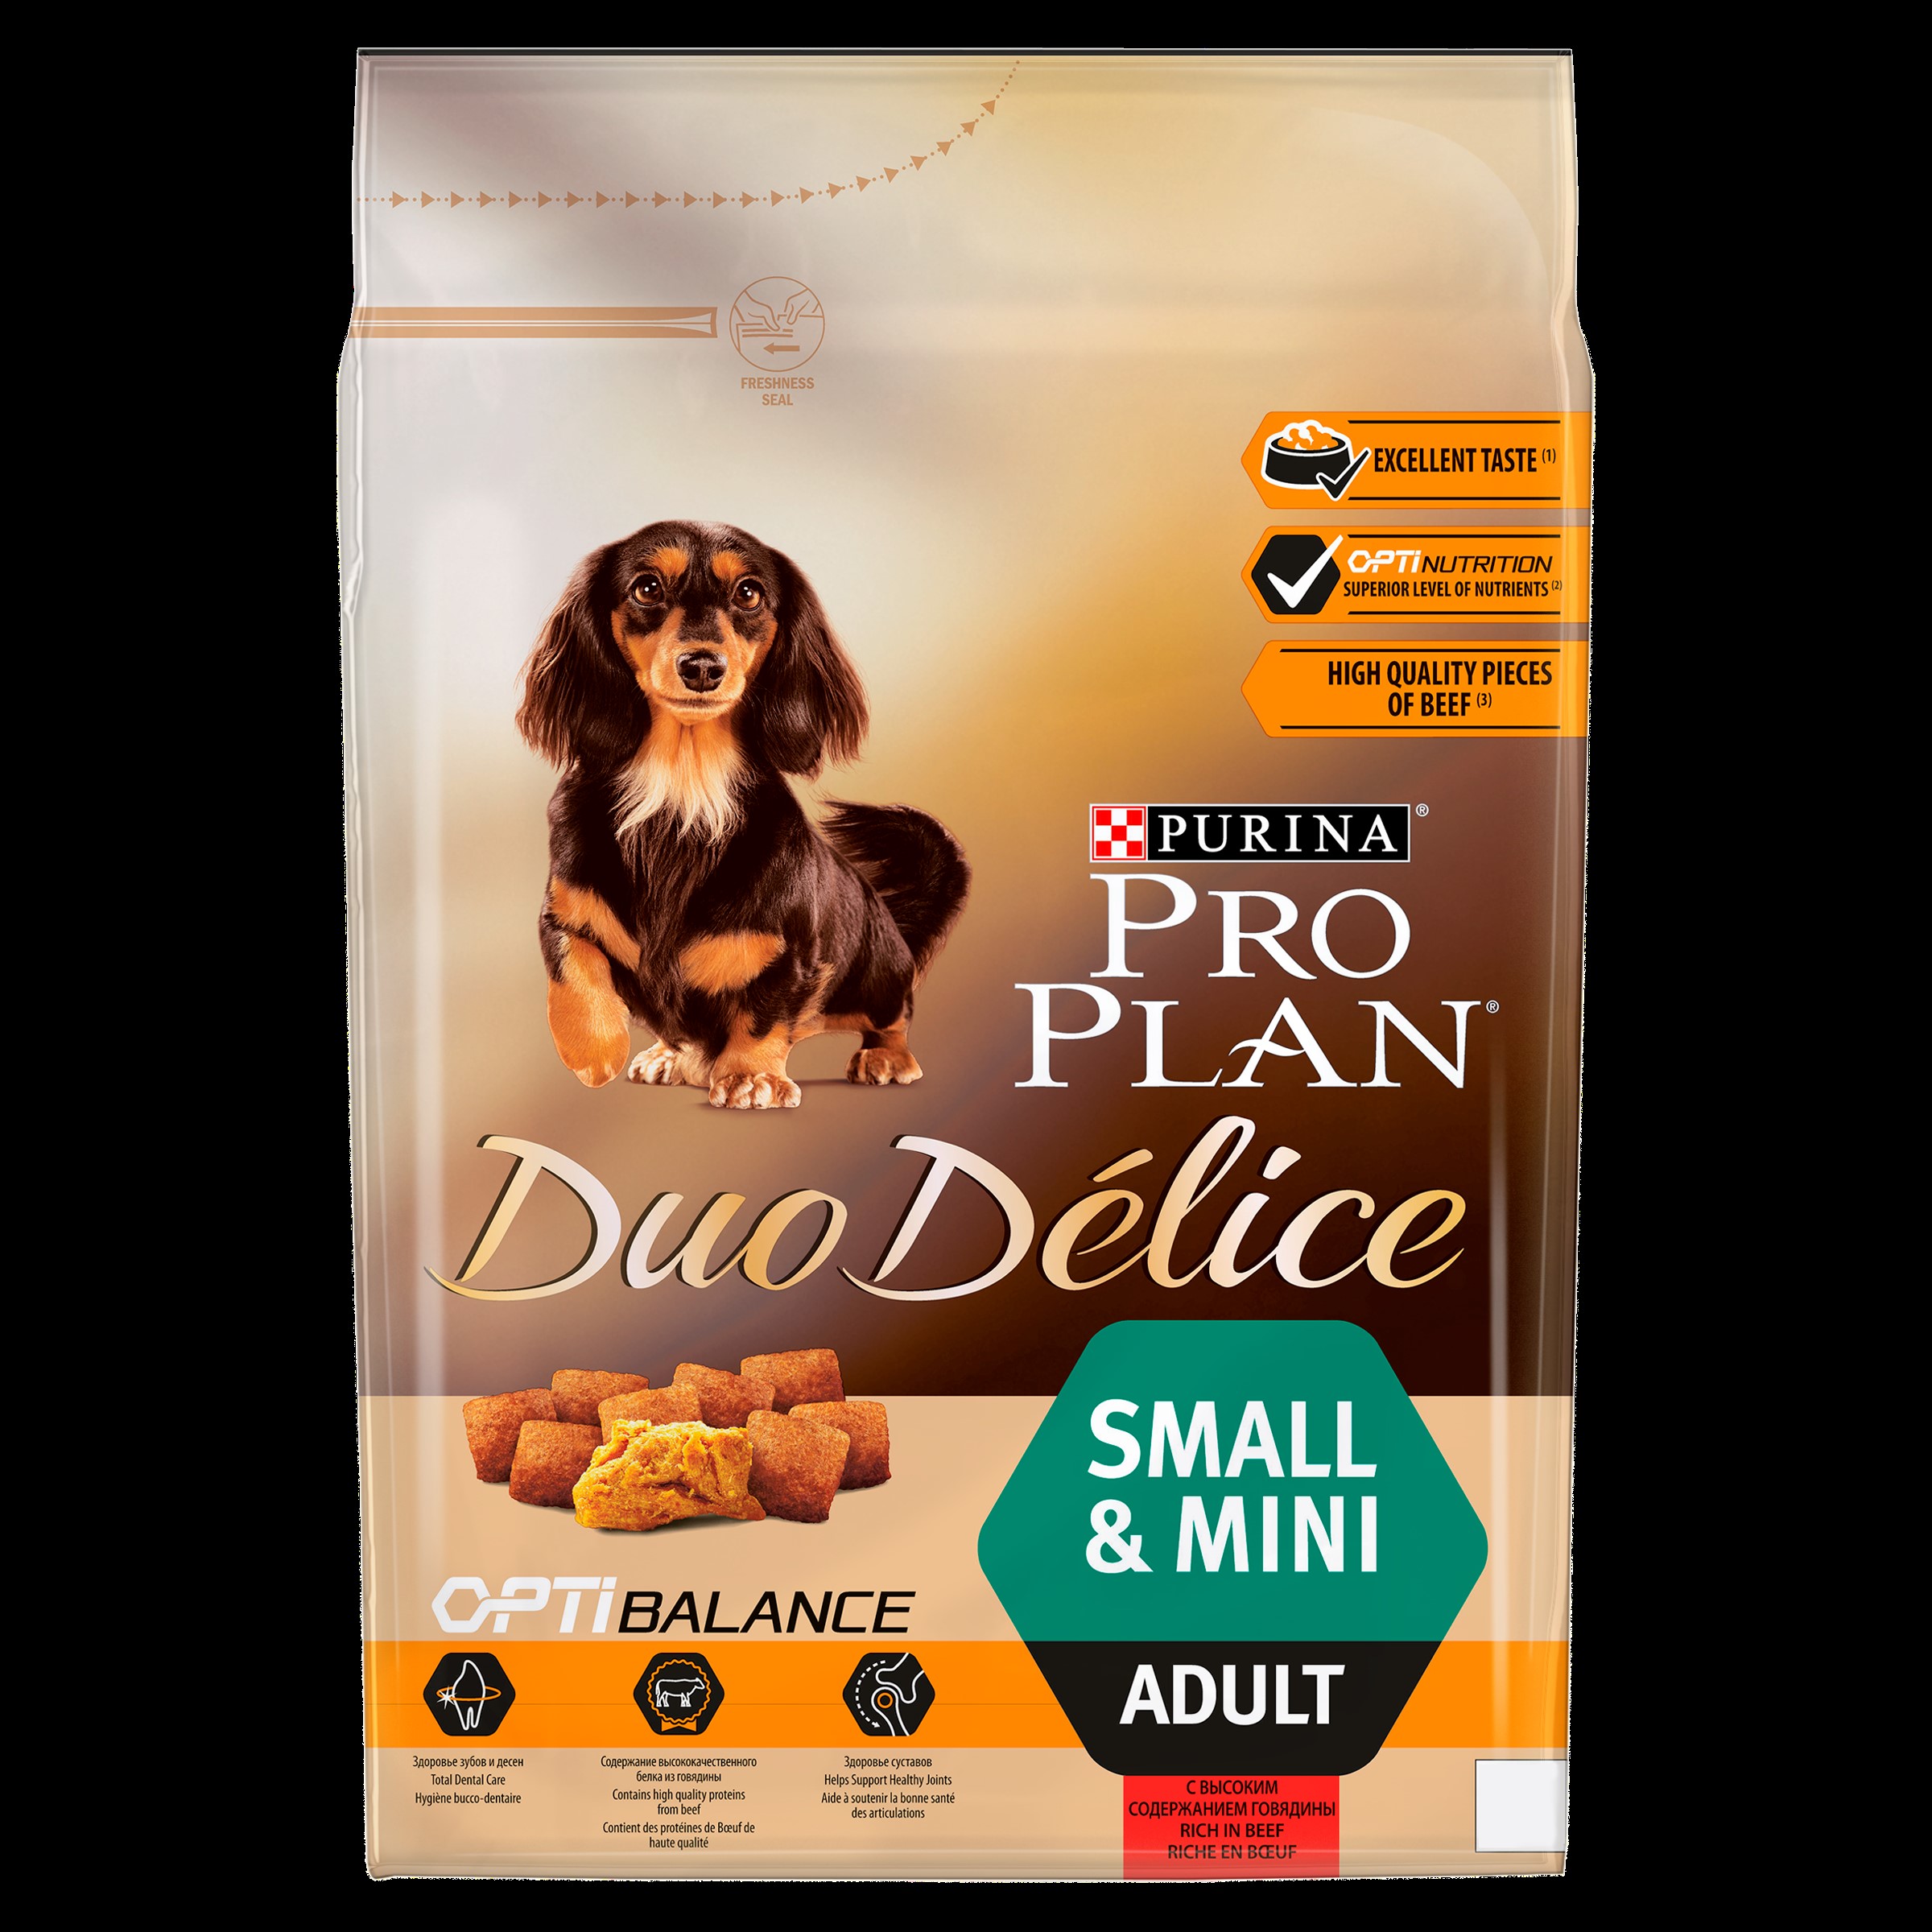 FRESHNESS
SEAL
EXCELLENT TASTE (1)
OPTINUTRITION
SUPERIOR LEVEL OF NUTRIENTS (2)
HIGH QUALITY PIECES
OF BEEF (3)
PURINA®
PRO
PLAN®
Duo Délice
SMALL
& MINI
ADULT
OPTIBALANCE
Здоровье зубов и десен
Total Dental Care
Hygiène bucco-dentaire
Содержание высококачественного
белка из говядины
Contains high quality proteins
from beef
Contient des protéines de Bœuf de
haute qualité
Здоровье суставов
Helps Support Healthy Joints
Aide à soutenir la bonne santé
des articulations
С ВЫСОКИМ
СОДЕРЖАНИЕМ ГОВЯДИНЫ
RICH IN BEEF
RICHE EN BŒUF